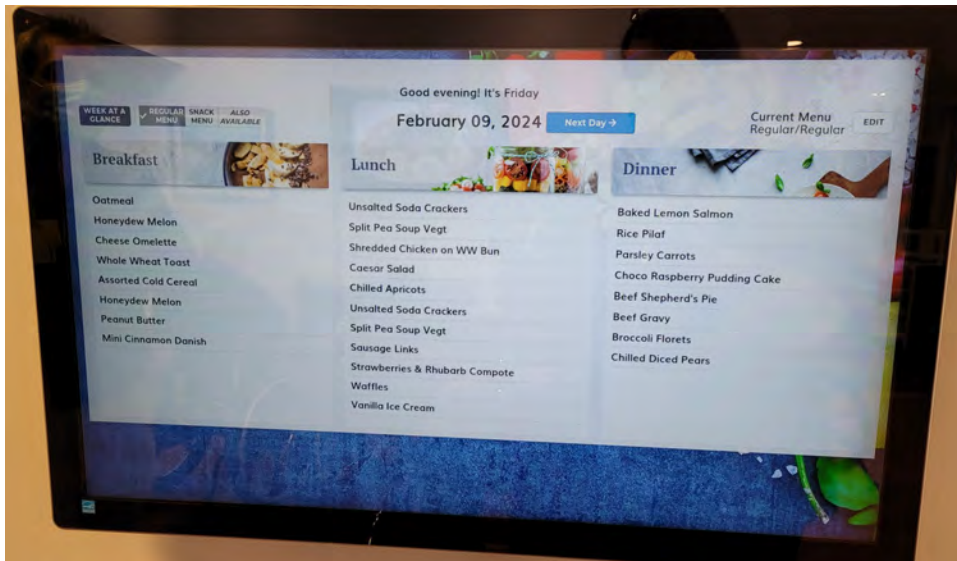 Good evening! It's Friday
WEEK AT A GLANCE
REGULAR MENU
SNACK MENU
ALSO AVAILABLE
February 09, 2024
Next Day →
Current Menu
Regular/Regular
EDIT
Breakfast
Oatmeal
Honeydew Melon
Cheese Omelette
Whole Wheat Toast
Assorted Cold Cereal
Honeydew Melon
Peanut Butter
Mini Cinnamon Danish
Lunch
Unsalted Soda Crackers
Split Pea Soup Vegt
Shredded Chicken on WW Bun
Caesar Salad
Chilled Apricots
Unsalted Soda Crackers
Split Pea Soup Vegt
Sausage Links
Strawberries & Rhubarb Compote
Waffles
Vanilla Ice Cream
Dinner
Baked Lemon Salmon
Rice Pilaf
Parsley Carrots
Choco Raspberry Pudding Cake
Beef Shepherd's Pie
Beef Gravy
Broccoli Florets
Chilled Diced Pears